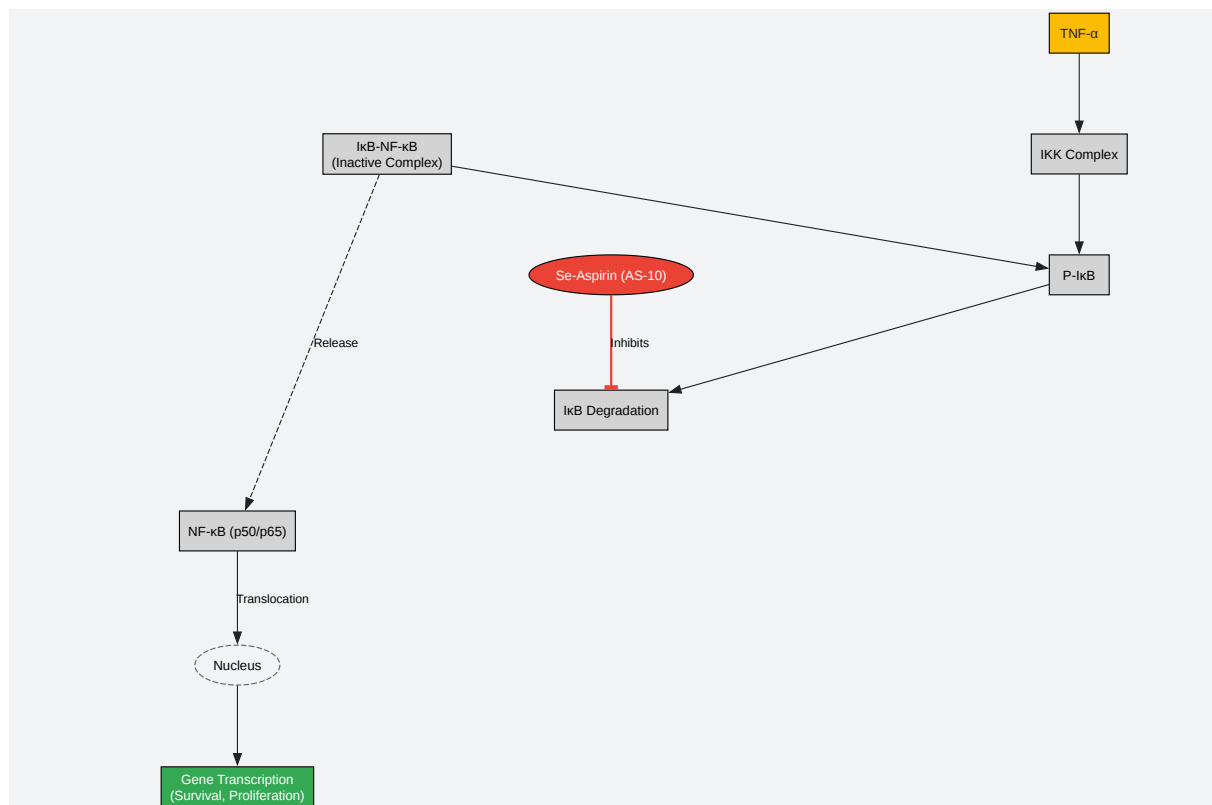 TNF-α
IκB-NF-κB
(Inactive Complex)
IKK Complex
Se-Aspirin (AS-10)
P-IκB
Release
Inhibits
IκB Degradation
NF-κB (p50/p65)
Translocation
Nucleus
Gene Transcription
(Survival, Proliferation)